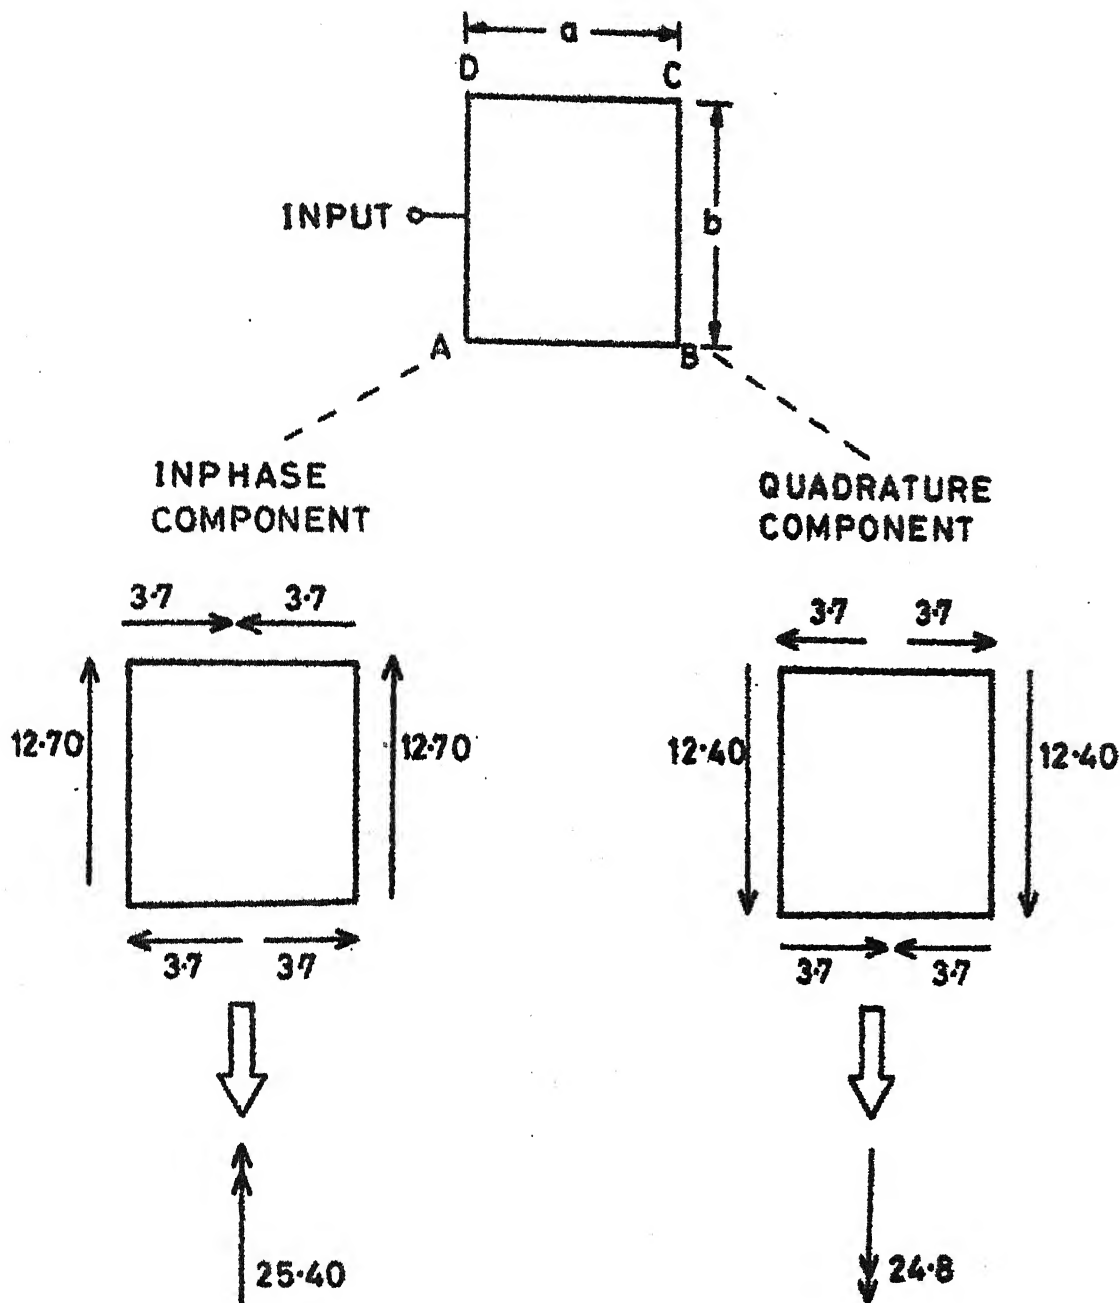 a
D C
INPUT b
A B
INPHASE
COMPONENT
QUADRATURE
COMPONENT
3·7 3·7
12·70 12·70
3·7 3·7
25·40
3·7 3·7
12·40 12·40
3·7 3·7
24·8